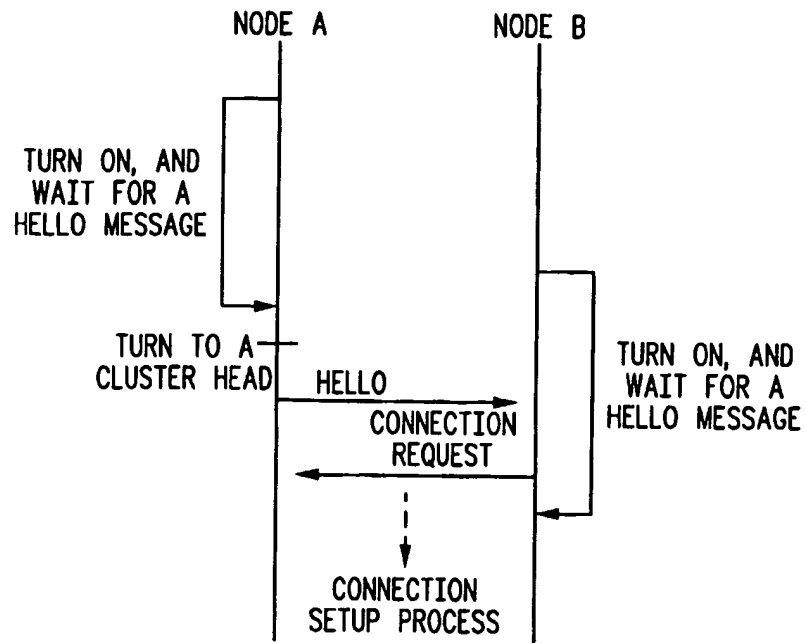 NODE A
NODE B
TURN ON, AND
WAIT FOR A
HELLO MESSAGE
TURN TO A
CLUSTER HEAD
HELLO
CONNECTION
REQUEST
TURN ON, AND
WAIT FOR A
HELLO MESSAGE
CONNECTION
SETUP PROCESS